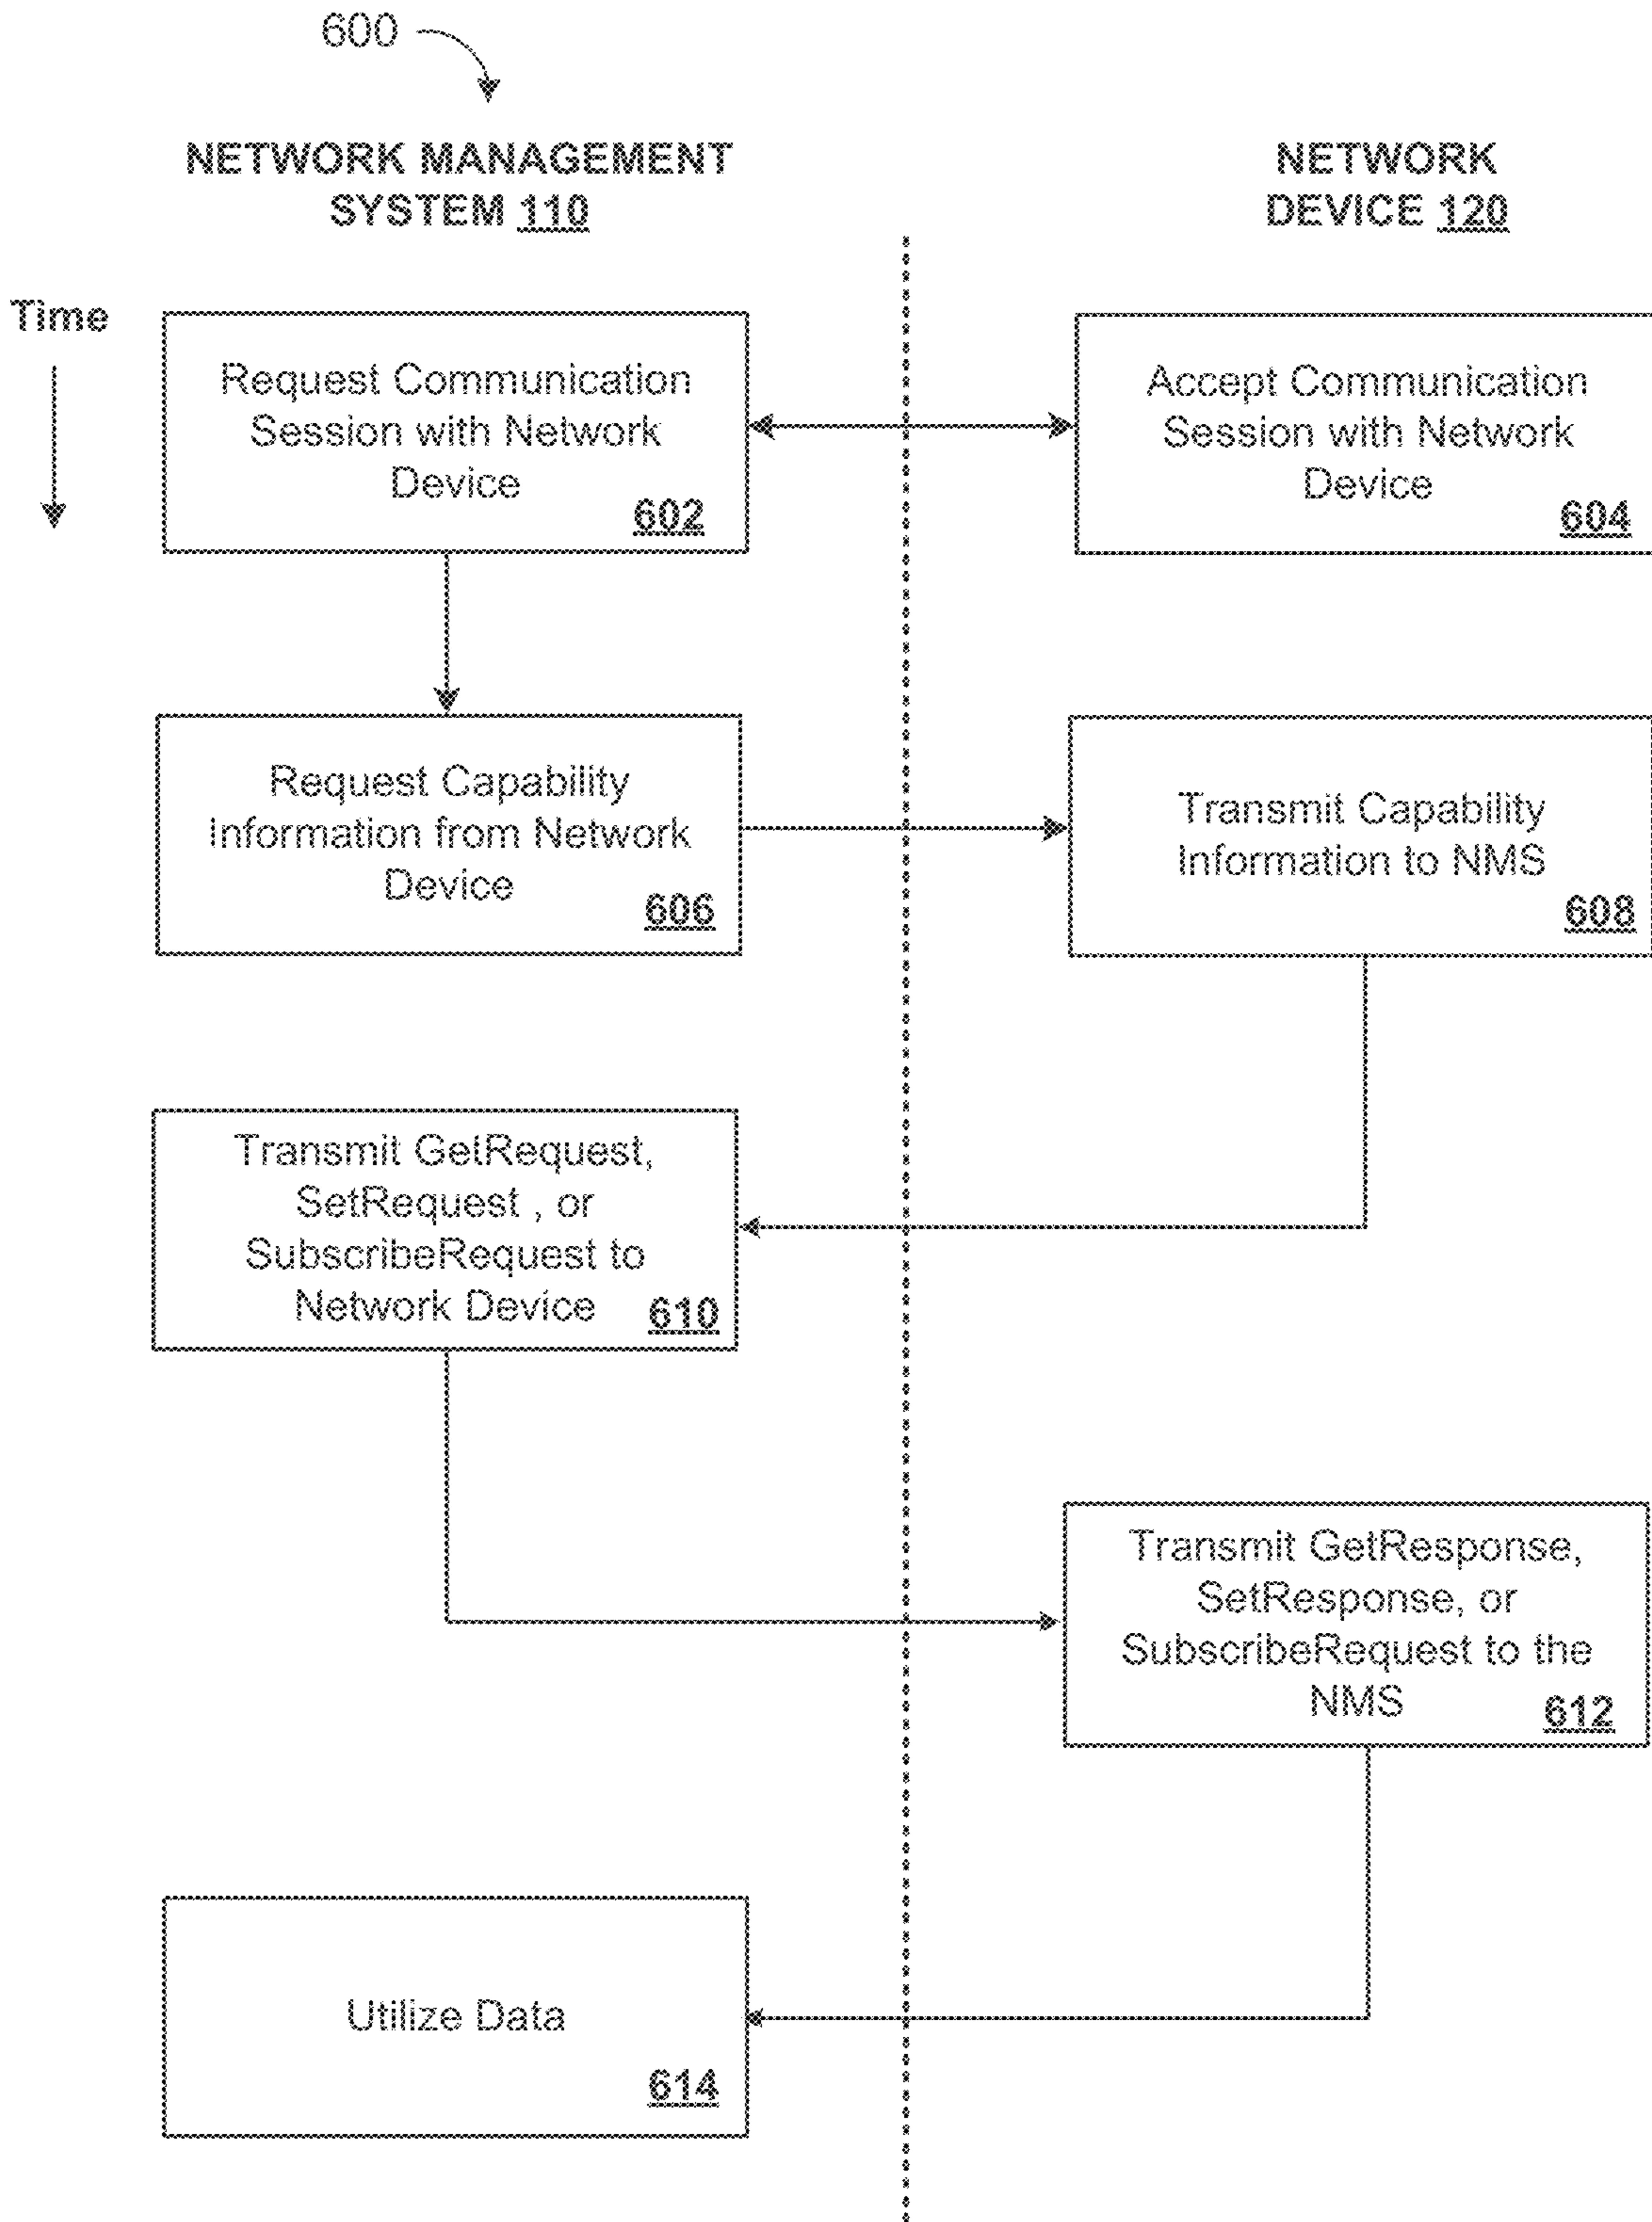 600
NETWORK MANAGEMENT
SYSTEM 110
NETWORK
DEVICE 120
Time
Request Communication
Session with Network
Device
602
Accept Communication
Session with Network
Device
604
Request Capability
Information from Network
Device
606
Transmit Capability
Information to NMS
608
Transmit GetRequest,
SetRequest , or
SubscribeRequest to
Network Device
610
Transmit GetResponse,
SetResponse, or
SubscribeRequest to the
NMS
612
Utilize Data
614